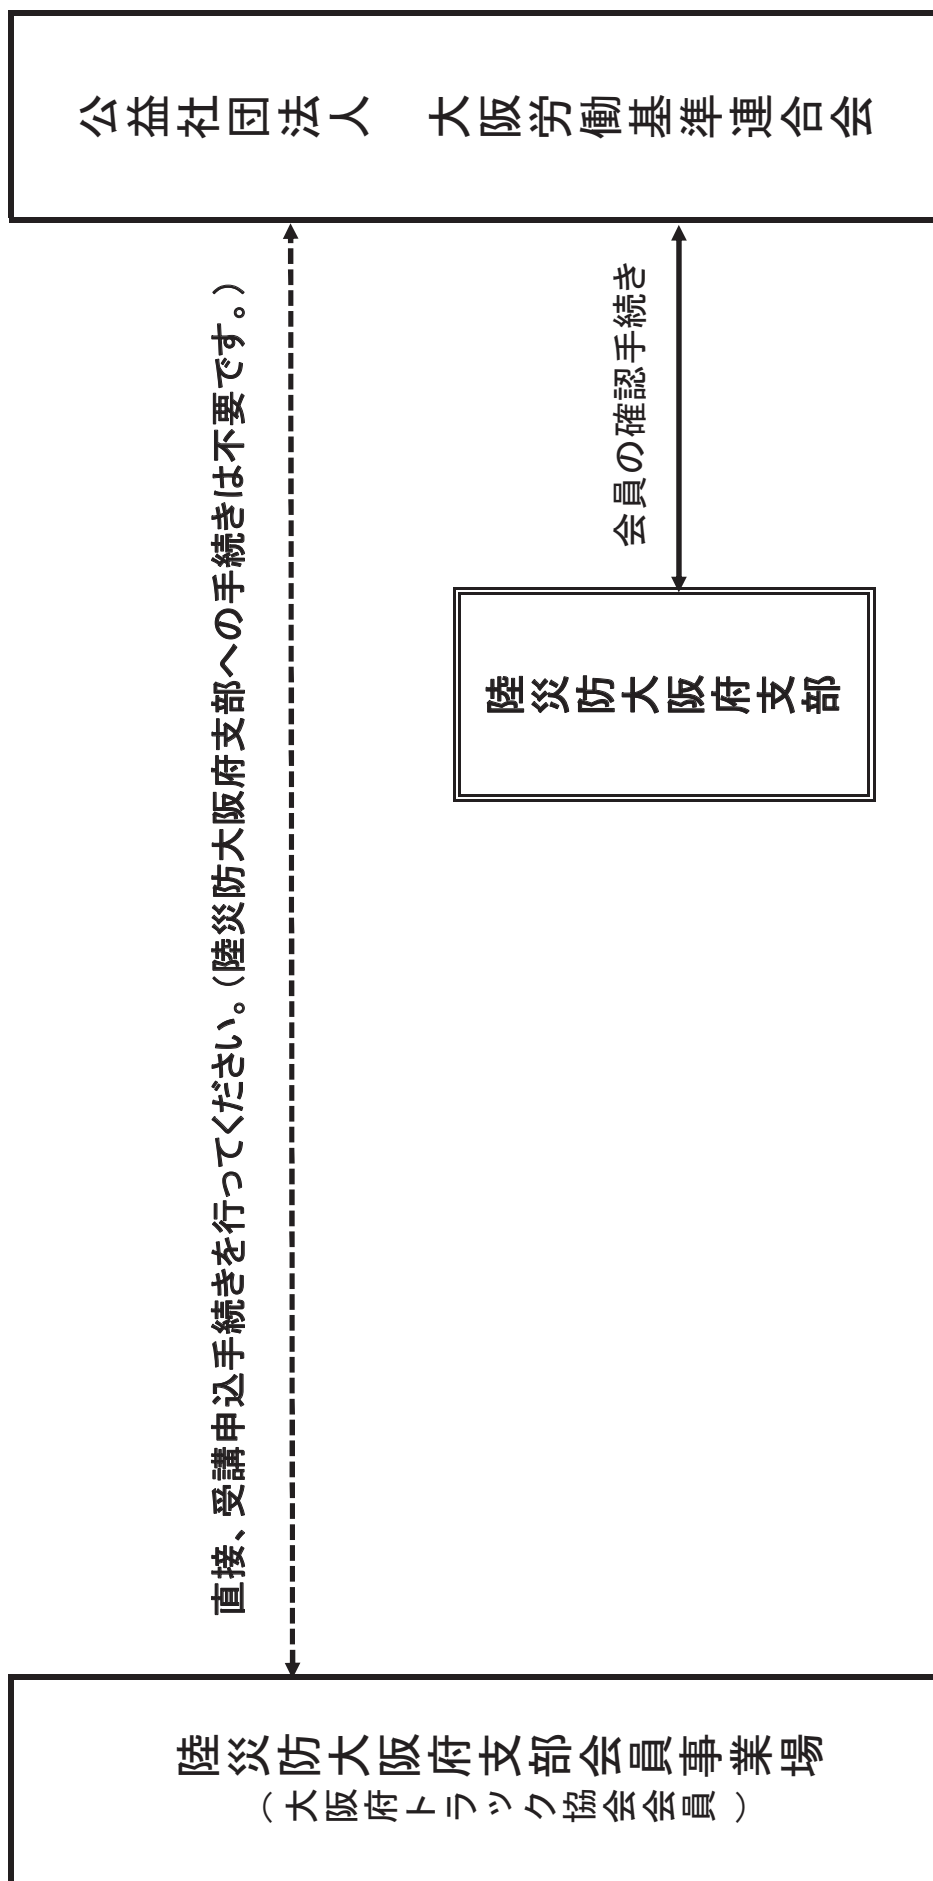 公益社団法人　大阪労働基準連合会
直接、受講申込手続きを行ってください。（陸災防大阪府支部への手続きは不要です。）
会員の確認手続き
陸災防大阪府支部
陸災防大阪府支部会員事業場
（大阪府トラック協会会員）